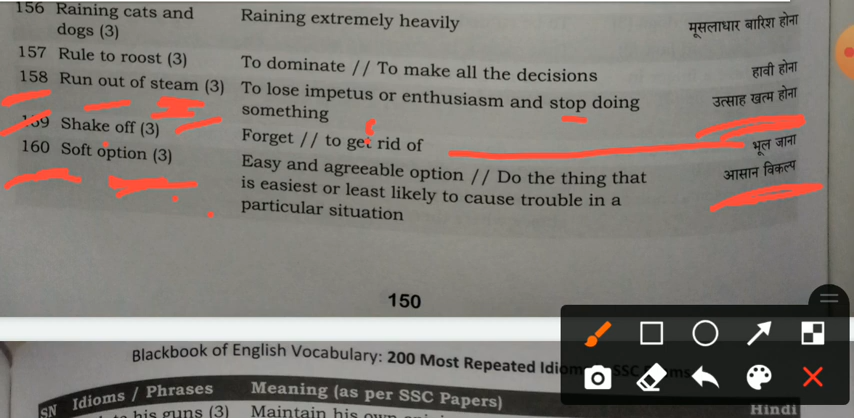 156 Raining cats and dogs (3) Raining extremely heavily मूसलाधार बारिश होना
157 Rule to roost (3) To dominate // To make all the decisions हावी होना
158 Run out of steam (3) To lose impetus or enthusiasm and stop doing something उत्साह खत्म होना
159 Shake off (3) Forget // to get rid of भूल जाना
160 Soft option (3) Easy and agreeable option // Do the thing that is easiest or least likely to cause trouble in a particular situation आसान विकल्प
150
Blackbook of English Vocabulary: 200 Most Repeated Idioms
SN Idioms / Phrases Meaning (as per SSC Papers) Hindi
his guns (3) Maintain his own